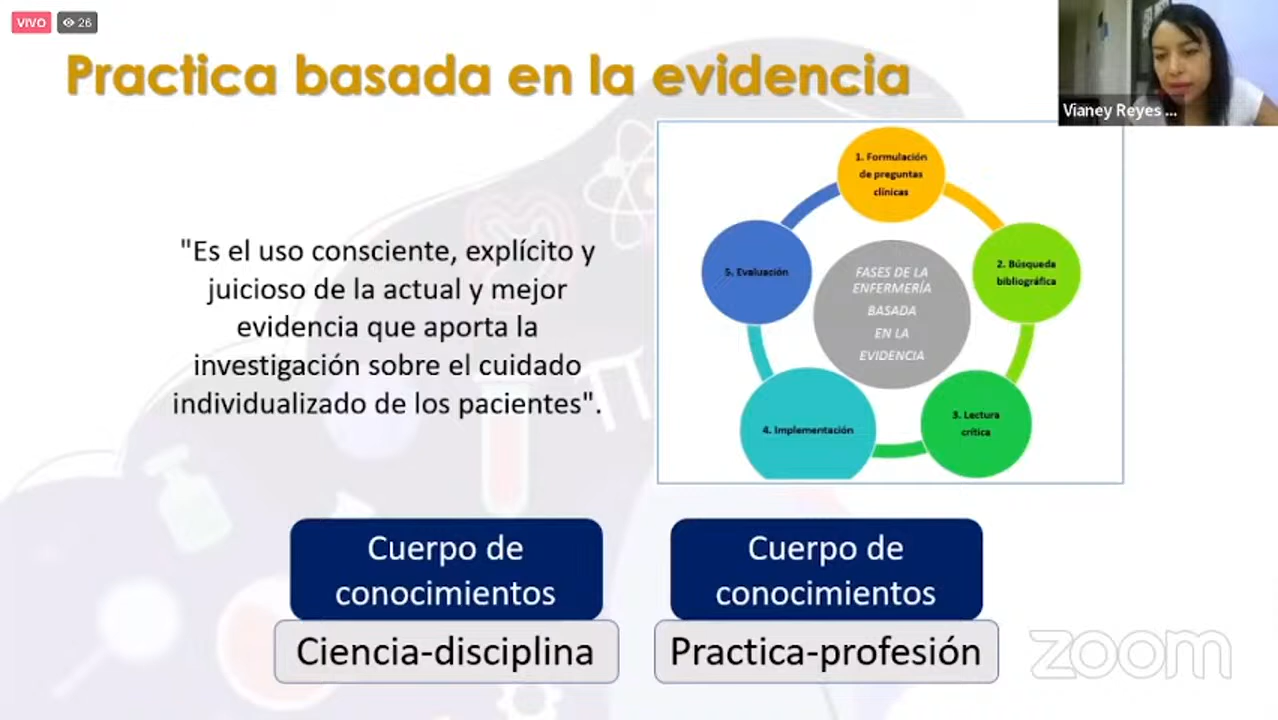 VIVO
26
Practica basada en la evidencia
Vianey Reyes ...
"Es el uso consciente, explícito y
juicioso de la actual y mejor
evidencia que aporta la
investigación sobre el cuidado
individualizado de los pacientes".
1. Formulación
de preguntas
clínicas
2. Búsqueda
bibliográfica
3. Lectura
crítica
4. Implementación
5. Evaluación
FASES DE LA
ENFERMERÍA
BASADA
EN LA
EVIDENCIA
Cuerpo de
conocimientos
Ciencia-disciplina
Cuerpo de
conocimientos
Practica-profesión
zoom